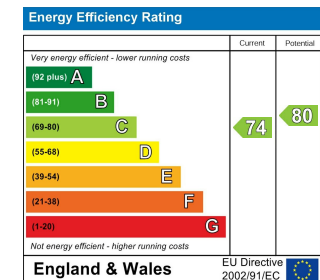 Energy Efficiency Rating
Current Potential
Very energy efficient - lower running costs
(92 plus) A
(81-91) B
(69-80) C
(55-68) D
(39-54) E
(21-38) F
(1-20) G
74
80
Not energy efficient - higher running costs
England & Wales
EU Directive
2002/91/EC